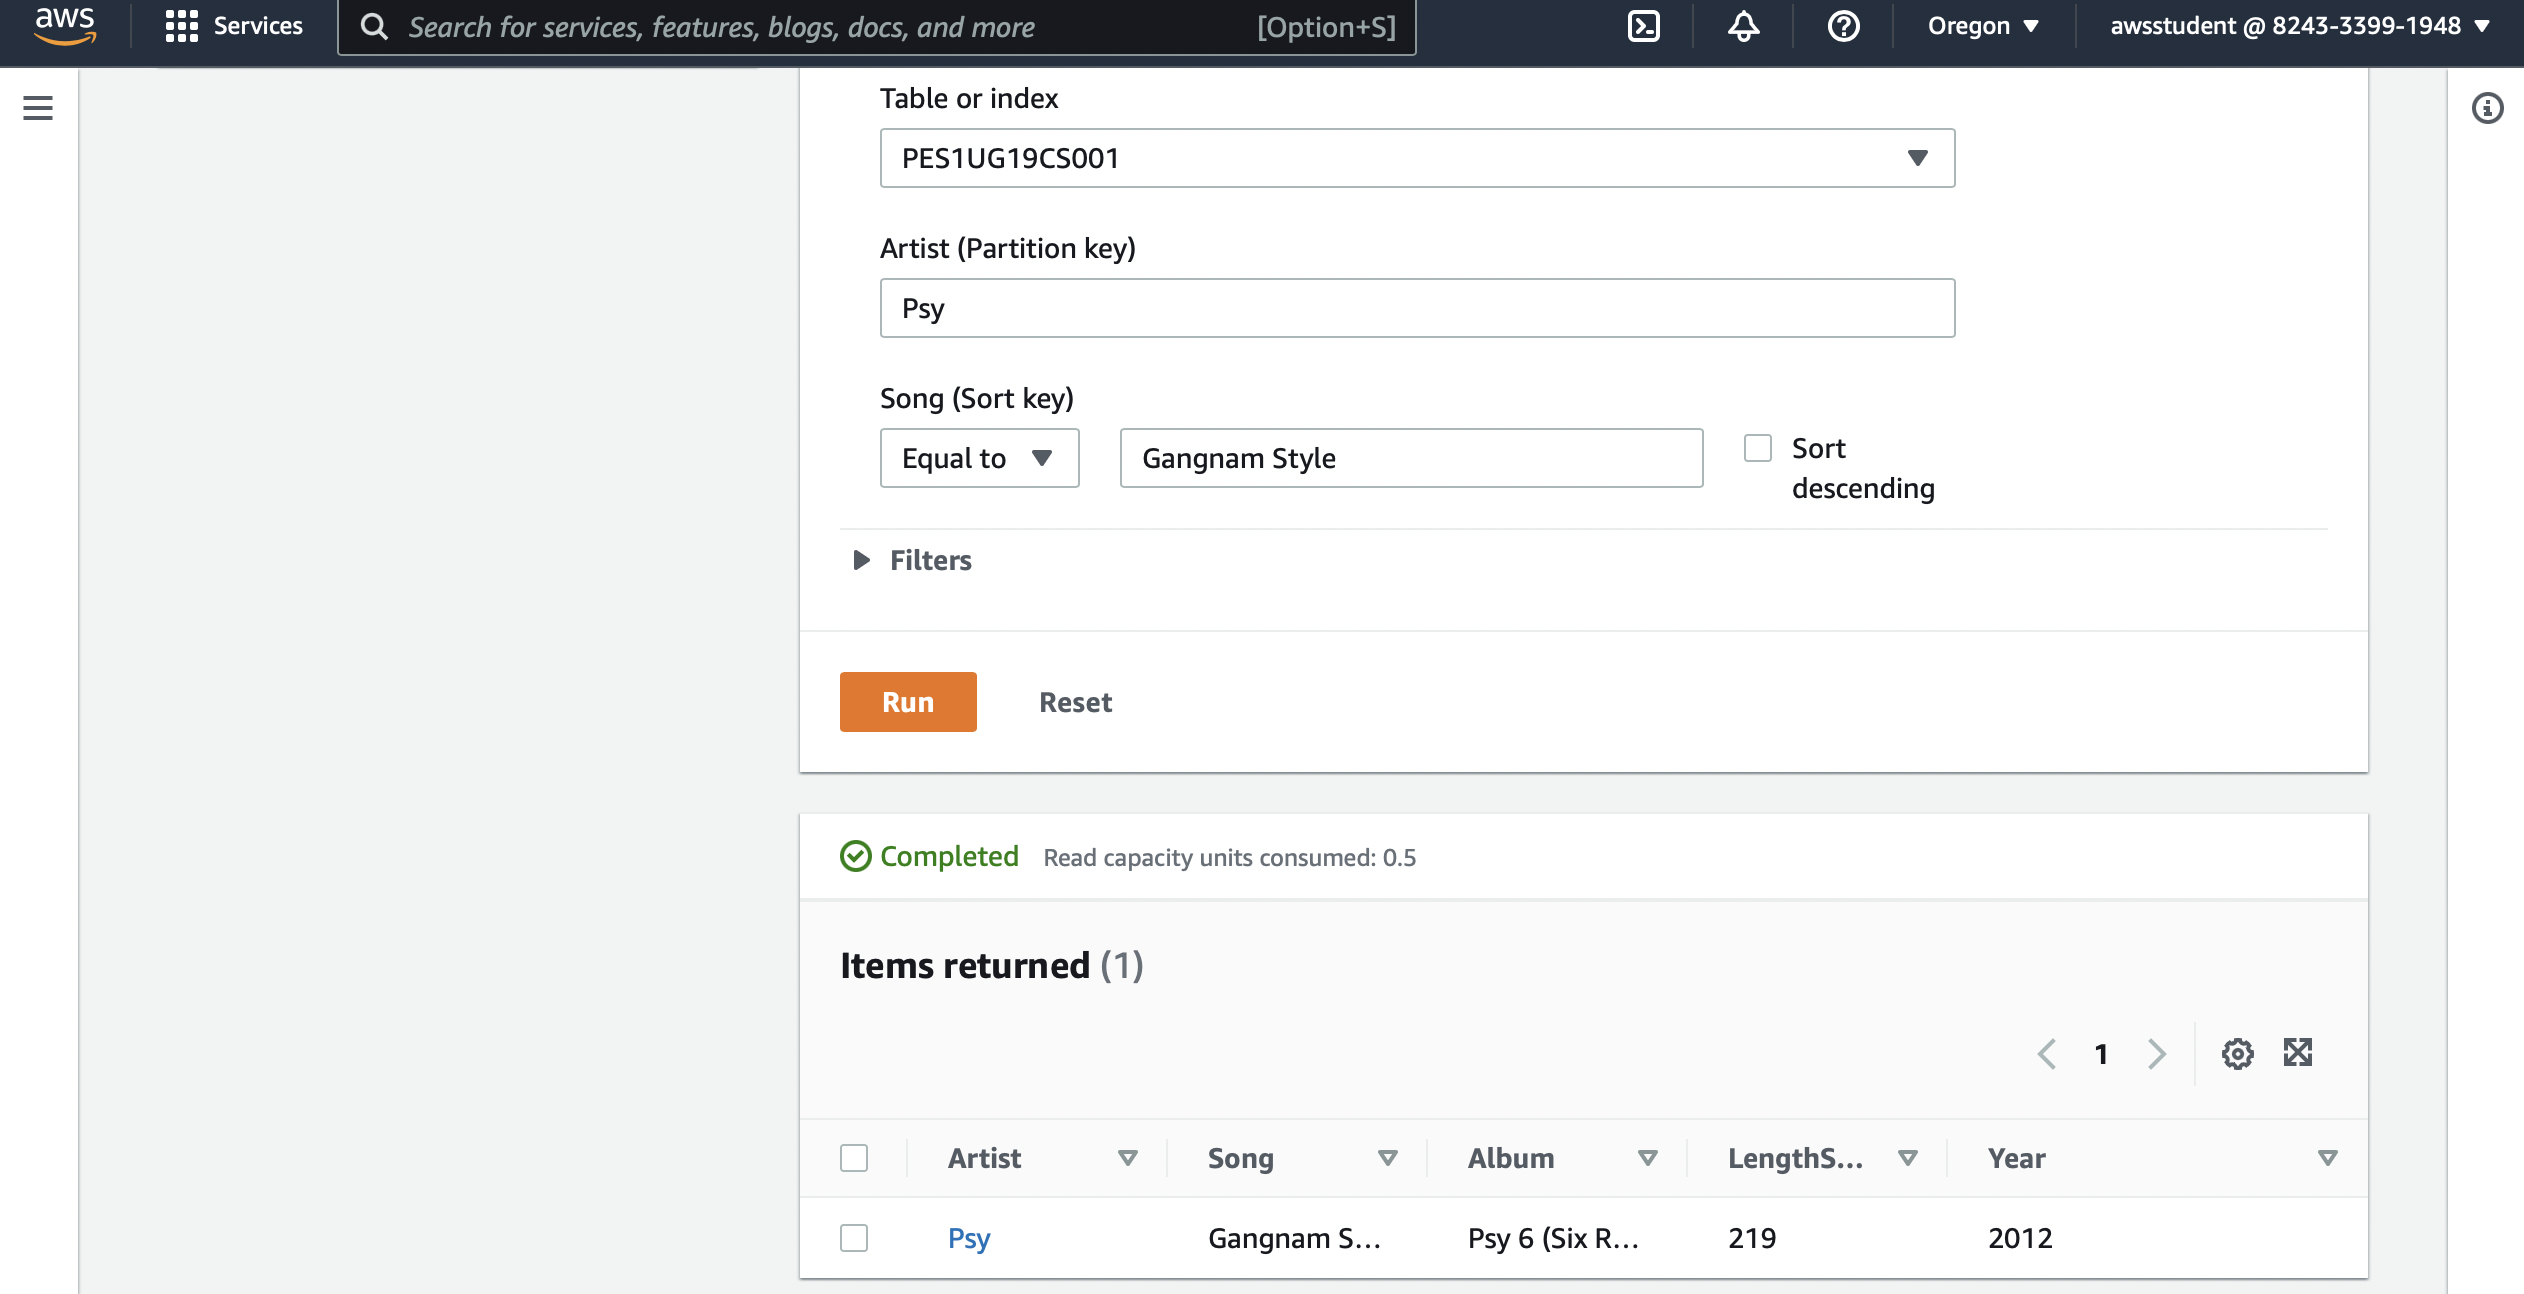 aws Services Search for services, features, blogs, docs, and more [Option+S] Oregon awsstudent @ 8243-3399-1948
Table or index
PES1UG19CS001
Artist (Partition key)
Psy
Song (Sort key)
Equal to Gangnam Style Sort
descending
Filters
Run Reset
Completed Read capacity units consumed: 0.5
Items returned (1)
1
Artist Song Album LengthS... Year
Psy Gangnam S... Psy 6 (Six R... 219 2012